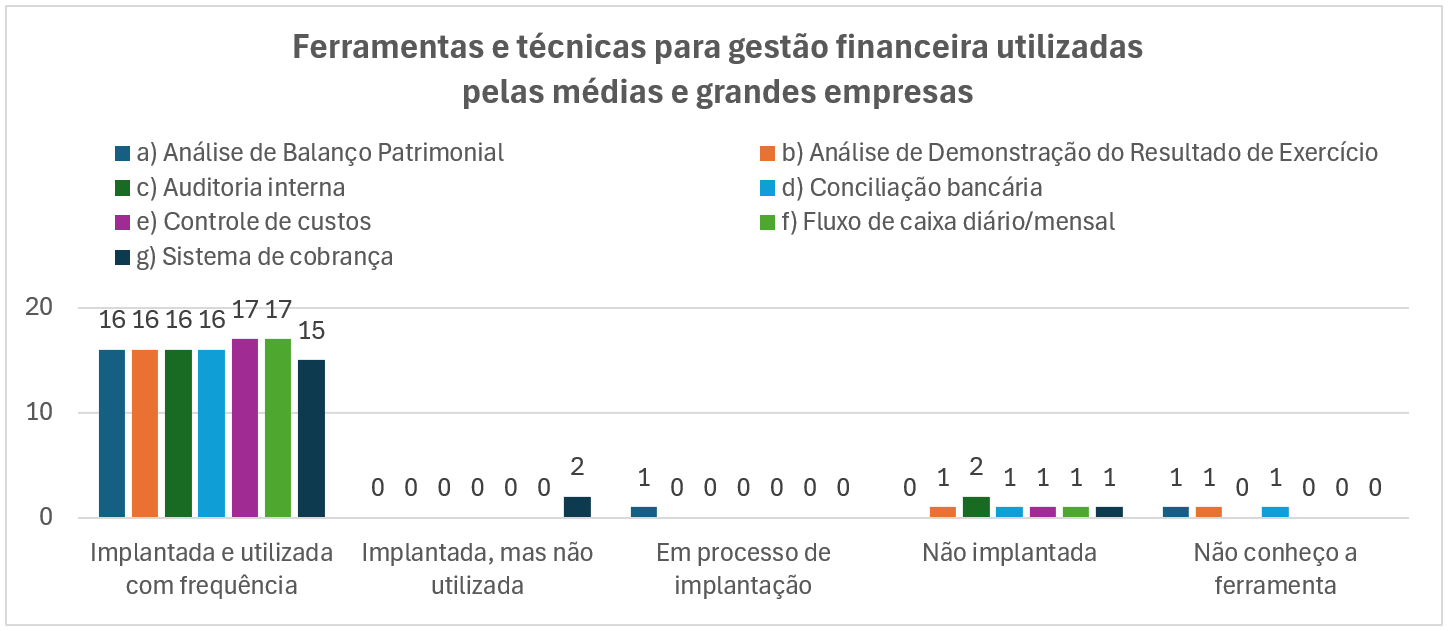 Ferramentas e técnicas para gestão financeira utilizadas
pelas médias e grandes empresas
a) Análise de Balanço Patrimonial
b) Análise de Demonstração do Resultado de Exercício
c) Auditoria interna
d) Conciliação bancária
e) Controle de custos
f) Fluxo de caixa diário/mensal
g) Sistema de cobrança
20
10
0
16 16 16 16 17 17 15
0 0 0 0 0 0 2
1 0 0 0 0 0 0
0 1 2 1 1 1 1
1 1 0 1 0 0 0
Implantada e utilizada
com frequência
Implantada, mas não
utilizada
Em processo de
implantação
Não implantada
Não conheço a
ferramenta